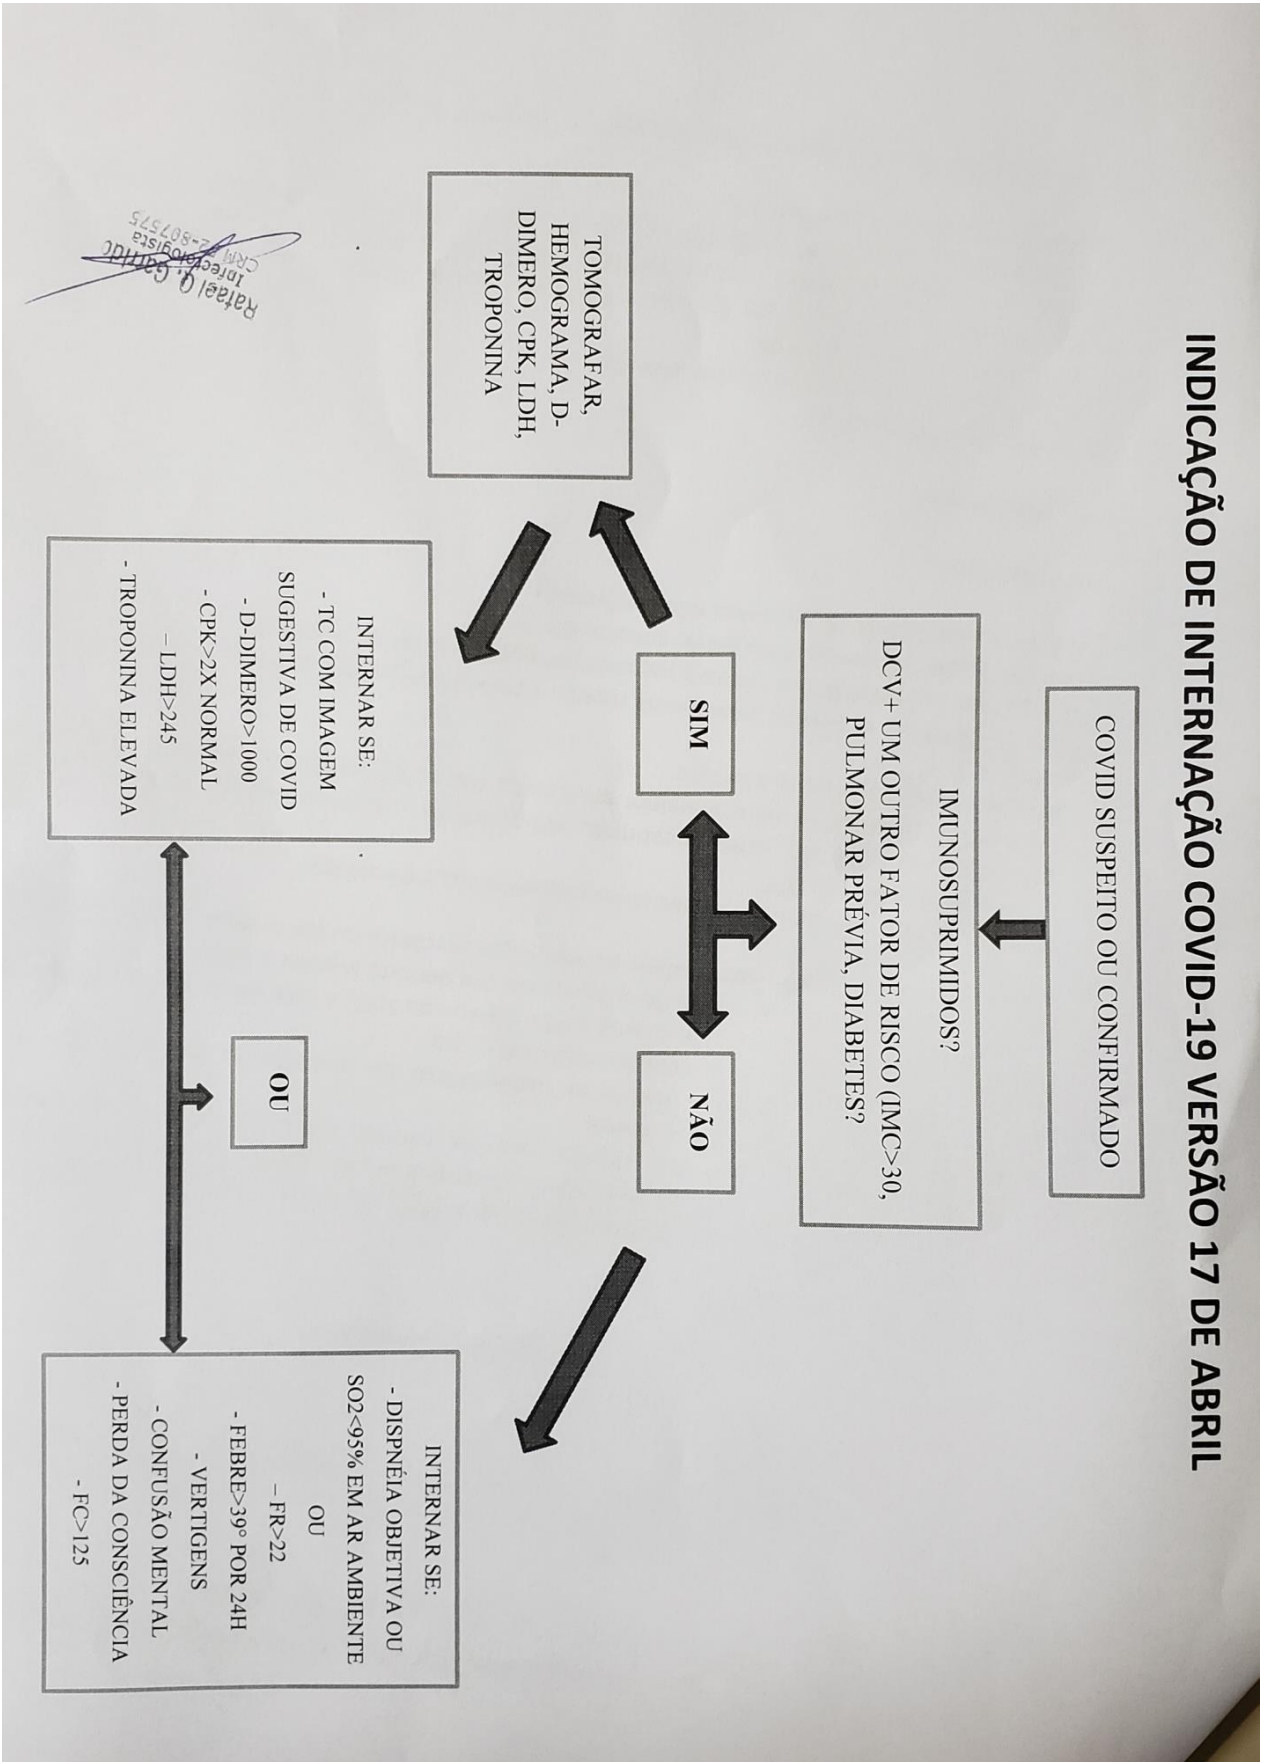 INDICAÇÃO DE INTERNAÇÃO COVID-19 VERSÃO 17 DE ABRIL
COVID SUSPEITO OU CONFIRMADO
IMUNOSUPRIMIDOS?
DCV+ UM OUTRO FATOR DE RISCO (IMC>30,
PULMONAR PRÉVIA, DIABETES?
SIM
NÃO
TOMOGRAFAR,
HEMOGRAMA, D-
DIMERO, CPK, LDH,
TROPONINA
INTERNAR SE:
- TC COM IMAGEM
SUGESTIVA DE COVID
- D-DIMERO>1000
- CPK>2X NORMAL
– LDH>245
- TROPONINA ELEVADA
OU
INTERNAR SE:
- DISPNÉIA OBJETIVA OU
SO2<95% EM AR AMBIENTE
OU
– FR>22
- FEBRE>39° POR 24H
- VERTIGENS
- CONFUSÃO MENTAL
- PERDA DA CONSCIÊNCIA
- FC>125
Rafael Q. Garrido
Infectologista
CRM 2-807575